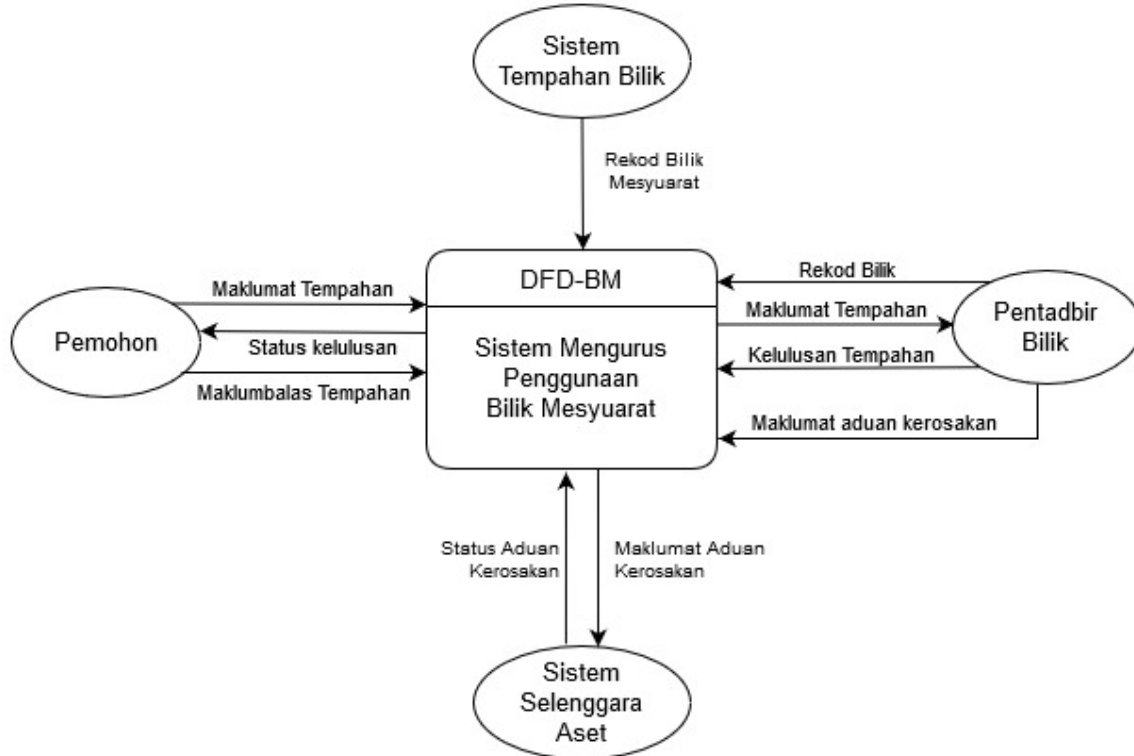 Sistem
Tempahan Bilik
Rekod Bilik
Mesyuarat
DFD-BM
Sistem Mengurus
Penggunaan
Bilik Mesyuarat
Pemohon
Maklumat Tempahan
Status kelulusan
Maklumbalas Tempahan
Rekod Bilik
Maklumat Tempahan
Kelulusan Tempahan
Maklumat aduan kerosakan
Pentadbir
Bilik
Status Aduan
Kerosakan
Maklumat Aduan
Kerosakan
Sistem
Selenggara
Aset